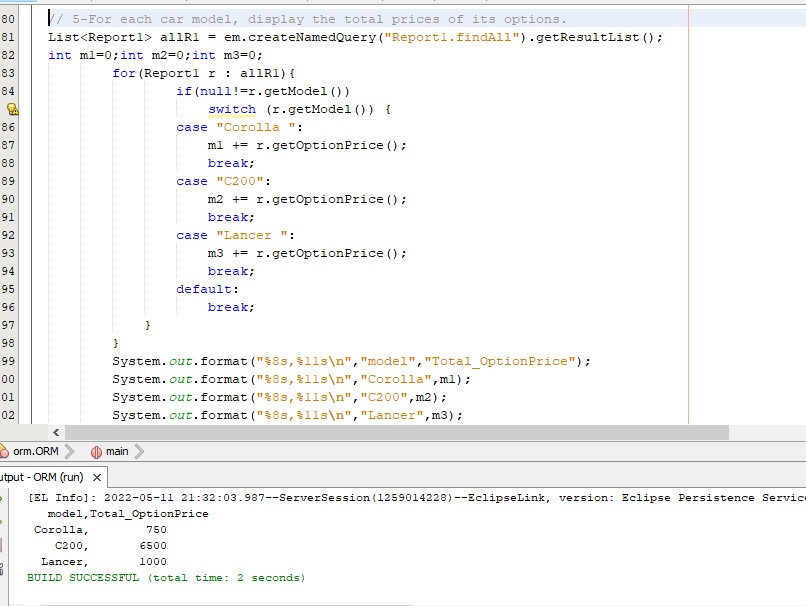 80 // 5-For each car model, display the total prices of its options.
81 List<Report1> allR1 = em.createNamedQuery("Report1.findAll").getResultList();
82 int m1=0;int m2=0;int m3=0;
83 for(Report1 r : allR1){
84 if(null!=r.getModel())
switch (r.getModel()) {
86 case "Corolla ":
87 m1 += r.getOptionPrice();
88 break;
89 case "C200":
90 m2 += r.getOptionPrice();
91 break;
92 case "Lancer ":
93 m3 += r.getOptionPrice();
94 break;
95 default:
96 break;
97 }
98 }
99 System.out.format("%8s,%11s\n","model","Total_OptionPrice");
00 System.out.format("%8s,%11s\n","Corolla",m1);
01 System.out.format("%8s,%11s\n","C200",m2);
02 System.out.format("%8s,%11s\n","Lancer",m3);
orm.ORM main
utput - ORM (run)
[EL Info]: 2022-05-11 21:32:03.987--ServerSession(1259014228)--EclipseLink, version: Eclipse Persistence Service
model,Total_OptionPrice
Corolla, 750
C200, 6500
Lancer, 1000
BUILD SUCCESSFUL (total time: 2 seconds)